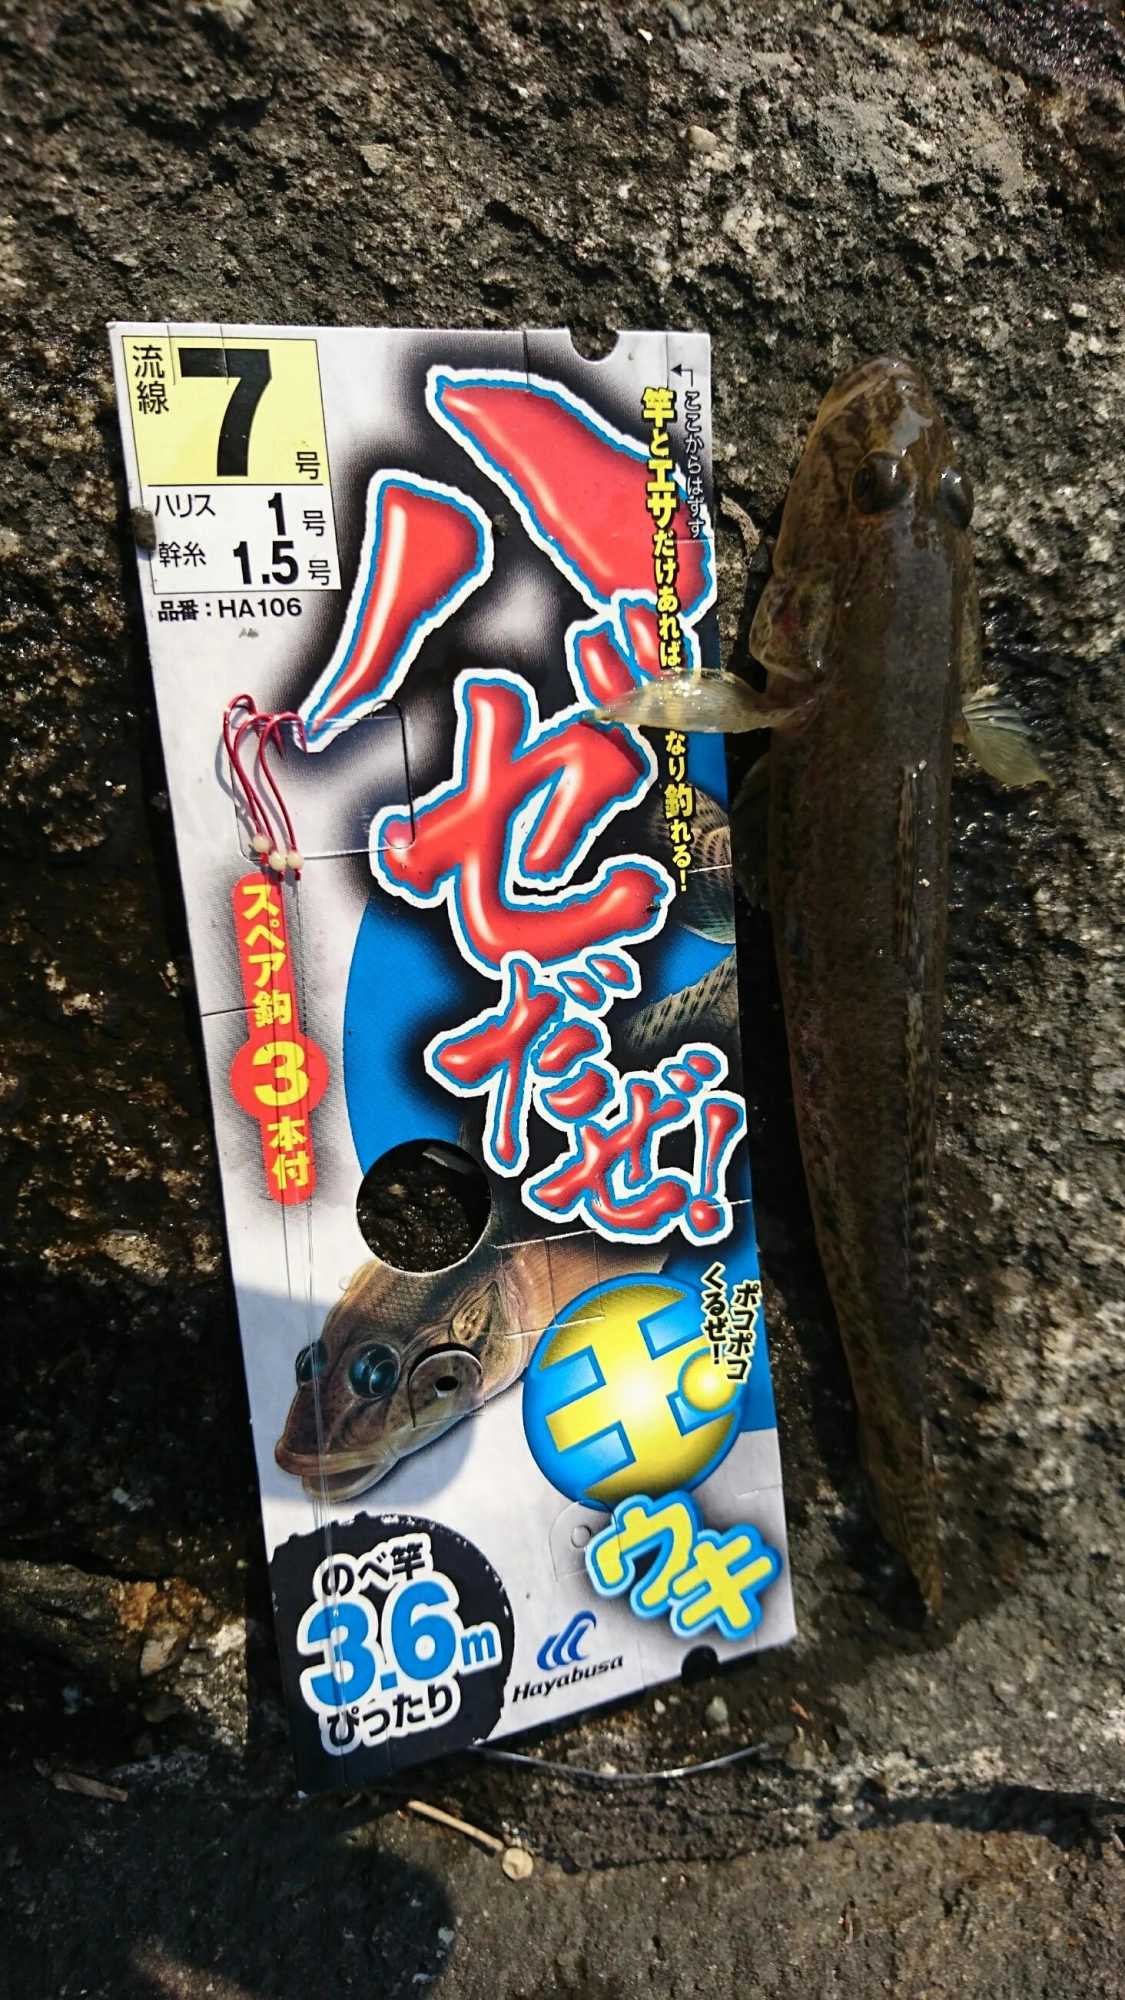 流線
7号
ハリス 1号
幹糸 1.5号
品番：HA106
ここからはずす
竿とエサだけあれば
なり釣れる!
ハゼだぜ!
スペア鈎3本付
ポコポコ
くるぜ!
玉ウキ
のべ竿
3.6m
ぴったり
Hayabusa